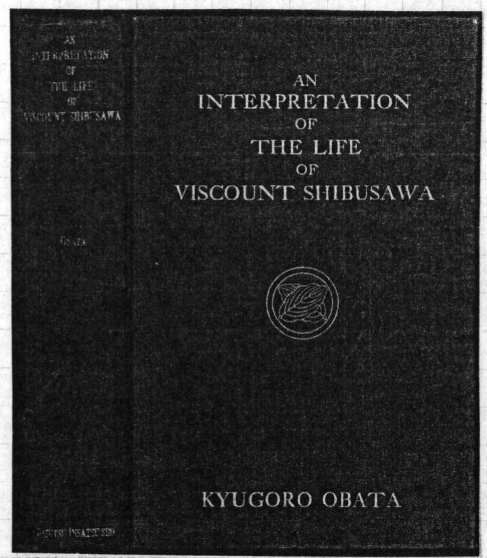 AN
INTERPRETATION
OF
THE LIFE
OF
VISCOUNT SHIBUSAWA
OBATA
AN
INTERPRETATION
OF
THE LIFE
OF
VISCOUNT SHIBUSAWA
KYUGORO OBATA